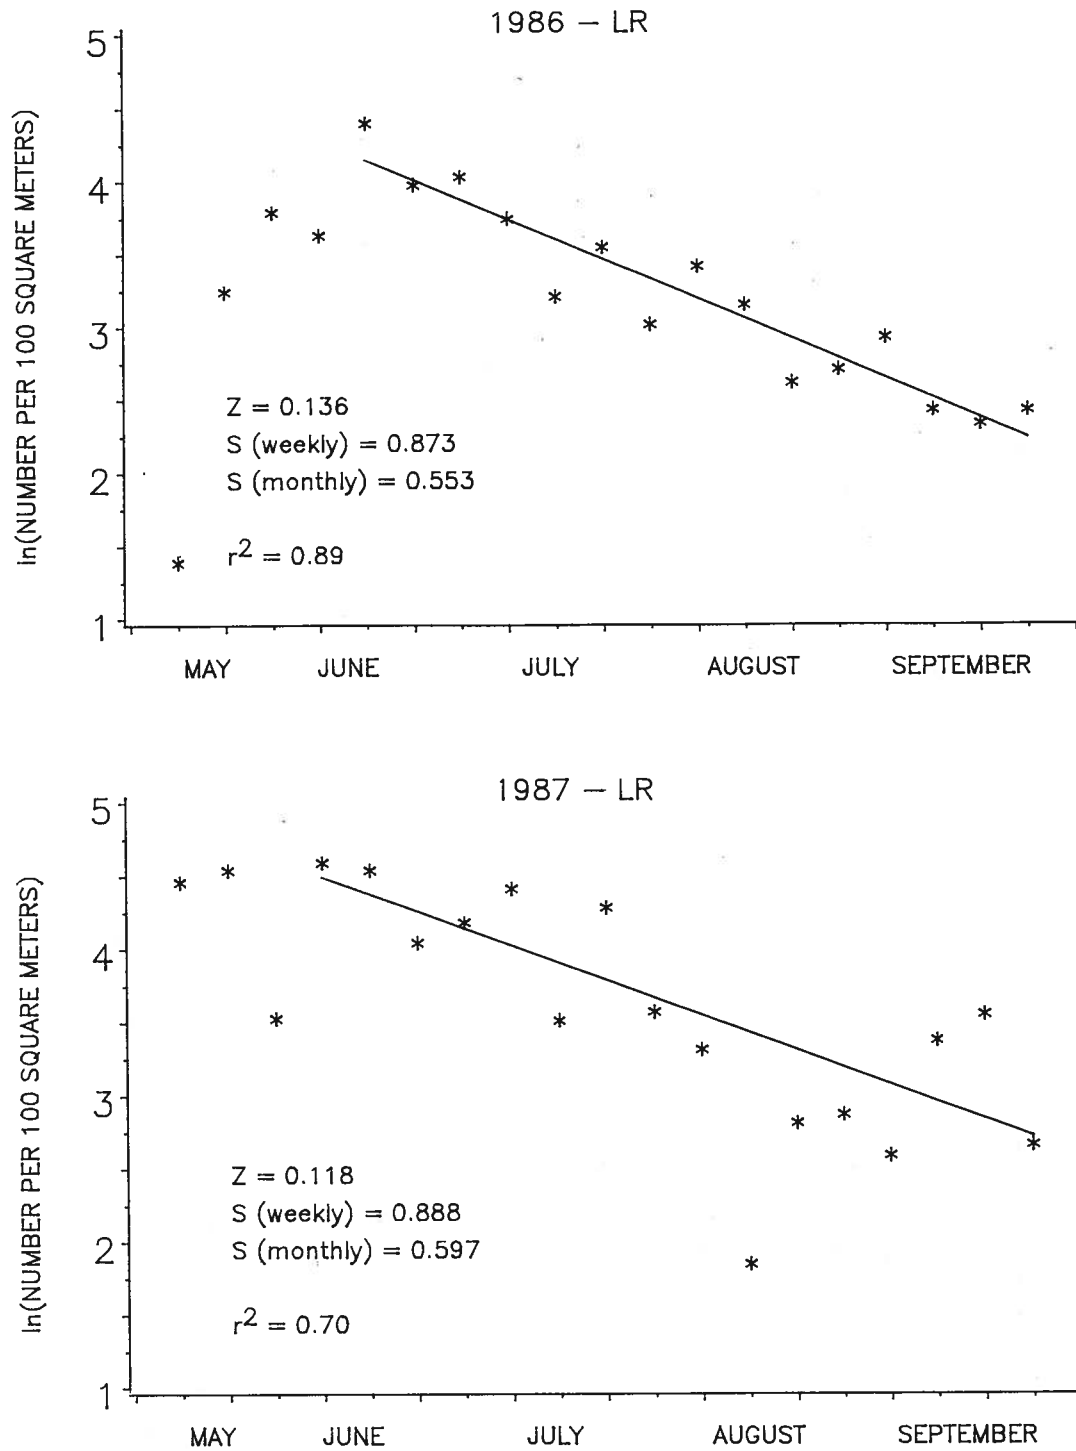 1986 – LR
5
4
3
2
1
ln(NUMBER PER 100 SQUARE METERS)
Z = 0.136
S (weekly) = 0.873
S (monthly) = 0.553
r² = 0.89
MAY JUNE JULY AUGUST SEPTEMBER
1987 – LR
5
4
3
2
1
ln(NUMBER PER 100 SQUARE METERS)
Z = 0.118
S (weekly) = 0.888
S (monthly) = 0.597
r² = 0.70
MAY JUNE JULY AUGUST SEPTEMBER